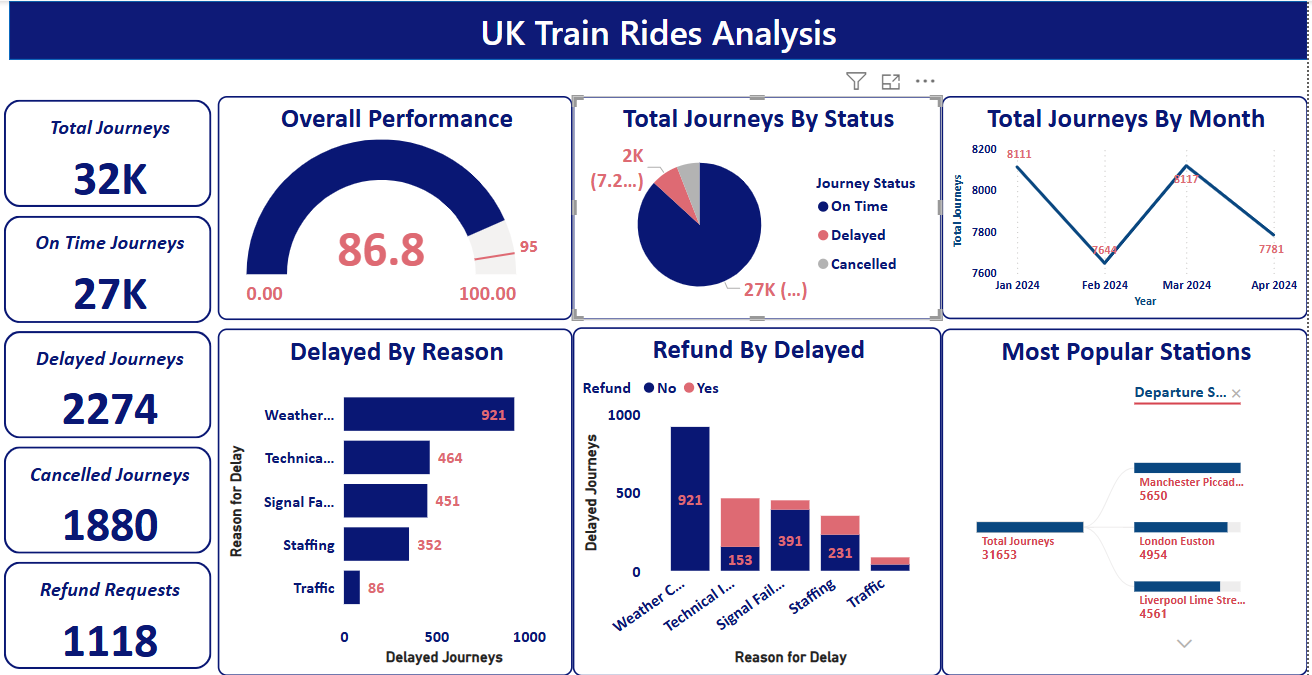 UK Train Rides Analysis
Total Journeys
32K
On Time Journeys
27K
Delayed Journeys
2274
Cancelled Journeys
1880
Refund Requests
1118
Overall Performance
86.8
95
0.00
100.00
Total Journeys By Status
2K
(7.2...)
27K (...)
Journey Status
On Time
Delayed
Cancelled
Total Journeys By Month
Total Journeys
8200
8000
7800
7600
8111
7644
8117
7781
Jan 2024
Feb 2024
Mar 2024
Apr 2024
Year
Delayed By Reason
Reason for Delay
Weather... 921
Technica... 464
Signal Fa... 451
Staffing 352
Traffic 86
0 500 1000
Delayed Journeys
Refund By Delayed
Refund No Yes
Delayed Journeys
1000
500
0
921
153
391
231
Weather C...
Technical I...
Signal Fail...
Staffing
Traffic
Reason for Delay
Most Popular Stations
Departure S...
Total Journeys
31653
Manchester Piccad...
5650
London Euston
4954
Liverpool Lime Stre...
4561